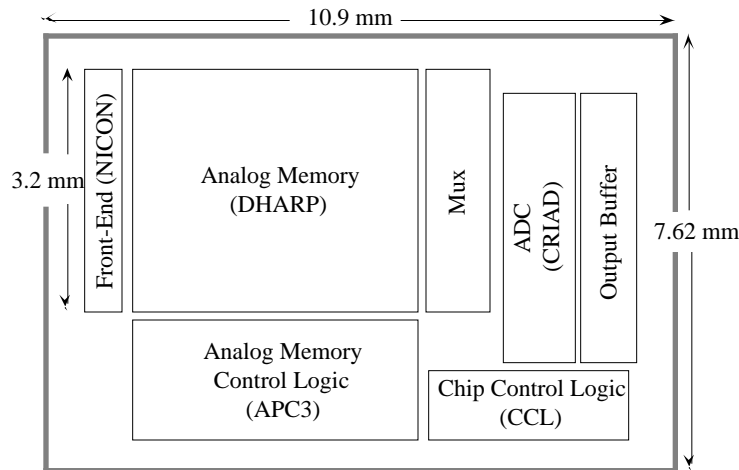 10.9 mm
3.2 mm
Front-End (NICON)
Analog Memory
(DHARP)
Mux
ADC
(CRIAD)
Output Buffer
7.62 mm
Analog Memory
Control Logic
(APC3)
Chip Control Logic
(CCL)